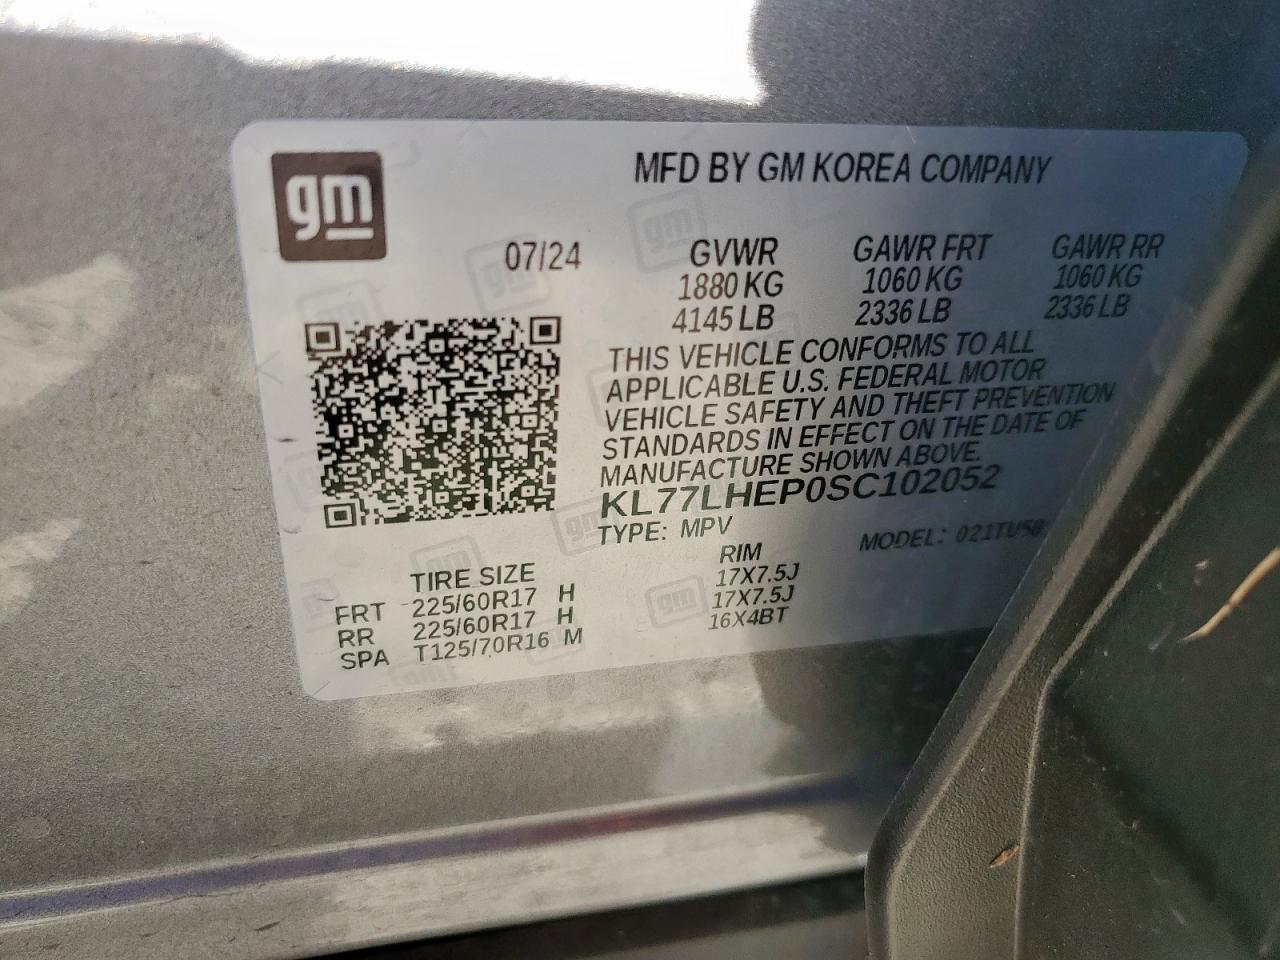 gm
MFD BY GM KOREA COMPANY
07/24 GVWR GAWR FRT GAWR RR
1880 KG 1060 KG 1060 KG
4145 LB 2336 LB 2336 LB
THIS VEHICLE CONFORMS TO ALL
APPLICABLE U.S. FEDERAL MOTOR
VEHICLE SAFETY AND THEFT PREVENTION
STANDARDS IN EFFECT ON THE DATE OF
MANUFACTURE SHOWN ABOVE.
KL77LHEP0SC102052
TYPE: MPV MODEL: 021TU58
TIRE SIZE RIM
FRT 225/60R17 H 17X7.5J
RR 225/60R17 H 17X7.5J
SPA T125/70R16 M 16X4BT